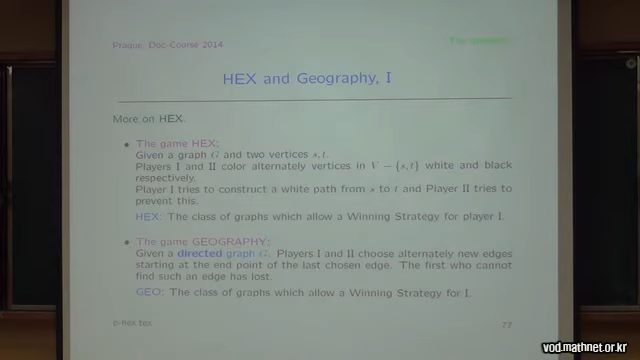 Prague, Doc-Course 2014
HEX and Geography, I
More on HEX.
• The game HEX:
Given a graph G and two vertices s, t.
Players I and II color alternately vertices in V − {s, t} white and black
respectively.
Player I tries to construct a white path from s to t and Player II tries to
prevent this.
HEX: The class of graphs which allow a Winning Strategy for player I.
• The game GEOGRAPHY:
Given a directed graph G. Players I and II choose alternately new edges
starting at the end point of the last chosen edge. The first who cannot
find such an edge has lost.
GEO: The class of graphs which allow a Winning Strategy for I.
p-hex.tex
77
vod.mathnet.or.kr